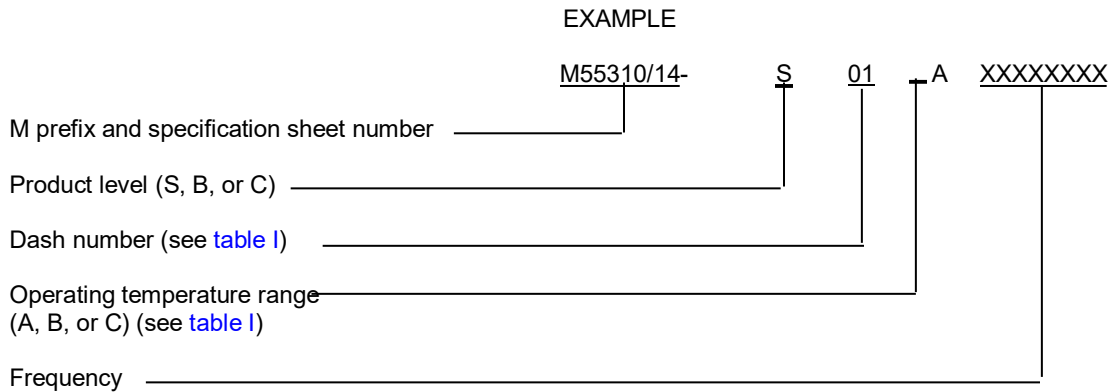 EXAMPLE
M55310/14- S 01 A XXXXXXXX
M prefix and specification sheet number
Product level (S, B, or C)
Dash number (see table I)
Operating temperature range
(A, B, or C) (see table I)
Frequency